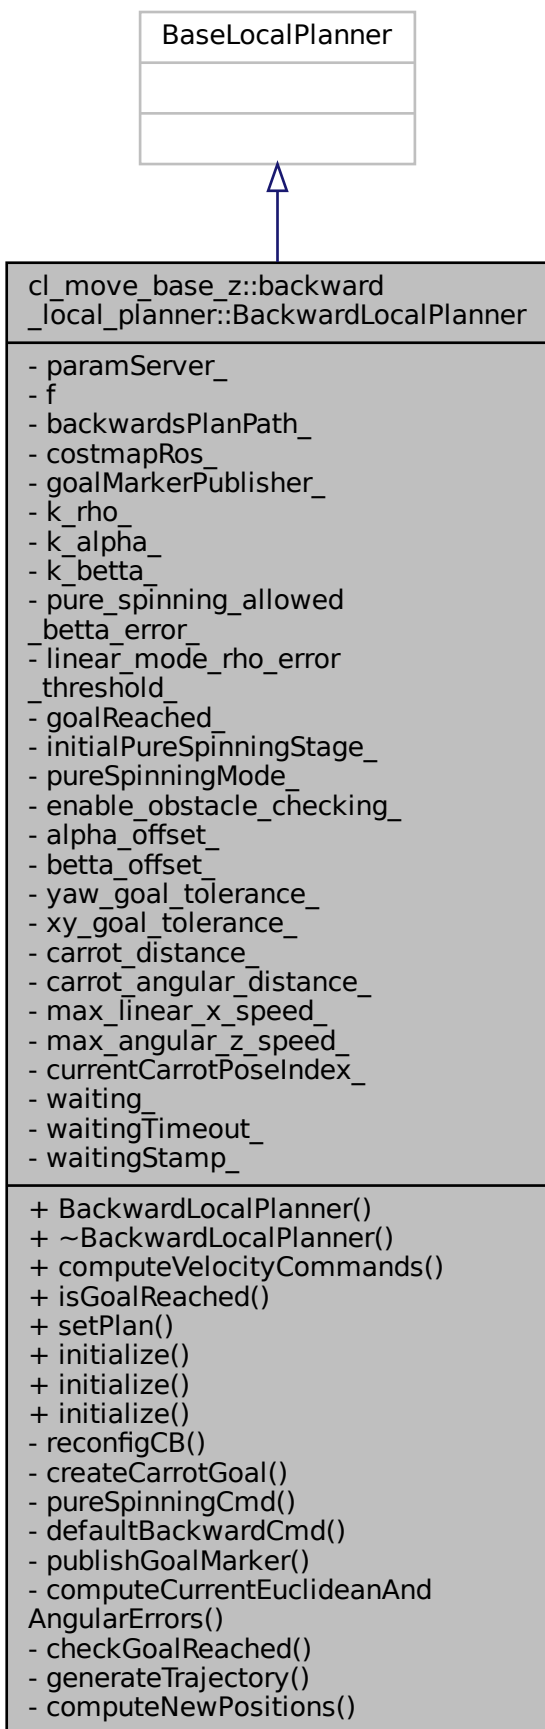 BaseLocalPlanner
cl_move_base_z::backward
_local_planner::BackwardLocalPlanner
- paramServer_
- f
- backwardsPlanPath_
- costmapRos_
- goalMarkerPublisher_
- k_rho_
- k_alpha_
- k_betta_
- pure_spinning_allowed
_betta_error_
- linear_mode_rho_error
_threshold_
- goalReached_
- initialPureSpinningStage_
- pureSpinningMode_
- enable_obstacle_checking_
- alpha_offset_
- betta_offset_
- yaw_goal_tolerance_
- xy_goal_tolerance_
- carrot_distance_
- carrot_angular_distance_
- max_linear_x_speed_
- max_angular_z_speed_
- currentCarrotPoseIndex_
- waiting_
- waitingTimeout_
- waitingStamp_
+ BackwardLocalPlanner()
+ ~BackwardLocalPlanner()
+ computeVelocityCommands()
+ isGoalReached()
+ setPlan()
+ initialize()
+ initialize()
+ initialize()
- reconfigCB()
- createCarrotGoal()
- pureSpinningCmd()
- defaultBackwardCmd()
- publishGoalMarker()
- computeCurrentEuclideanAnd
AngularErrors()
- checkGoalReached()
- generateTrajectory()
- computeNewPositions()